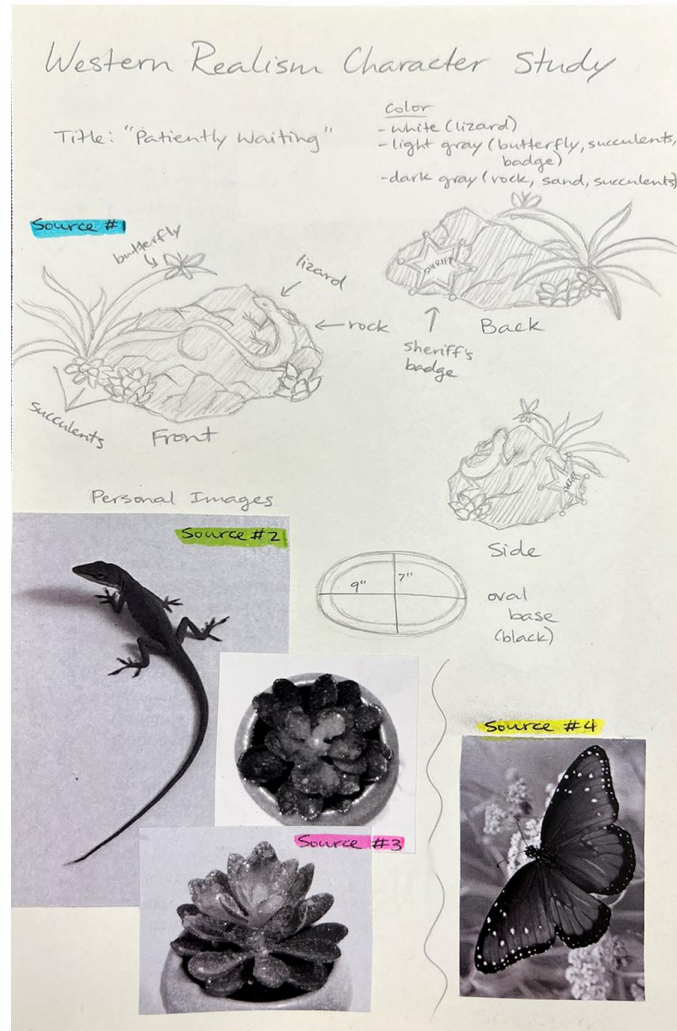 Western Realism Character Study
Title: "Patiently Waiting"
Color
- white (lizard)
- light gray (butterfly, succulents,
badge)
- dark gray (rock, sand, succulents)
Source #1
butterfly
lizard
rock
succulents
Front
SHERIFF
sheriff's
badge
Back
Side
Personal Images
Source #2
9"
7"
oval
base
(black)
Source #3
Source #4